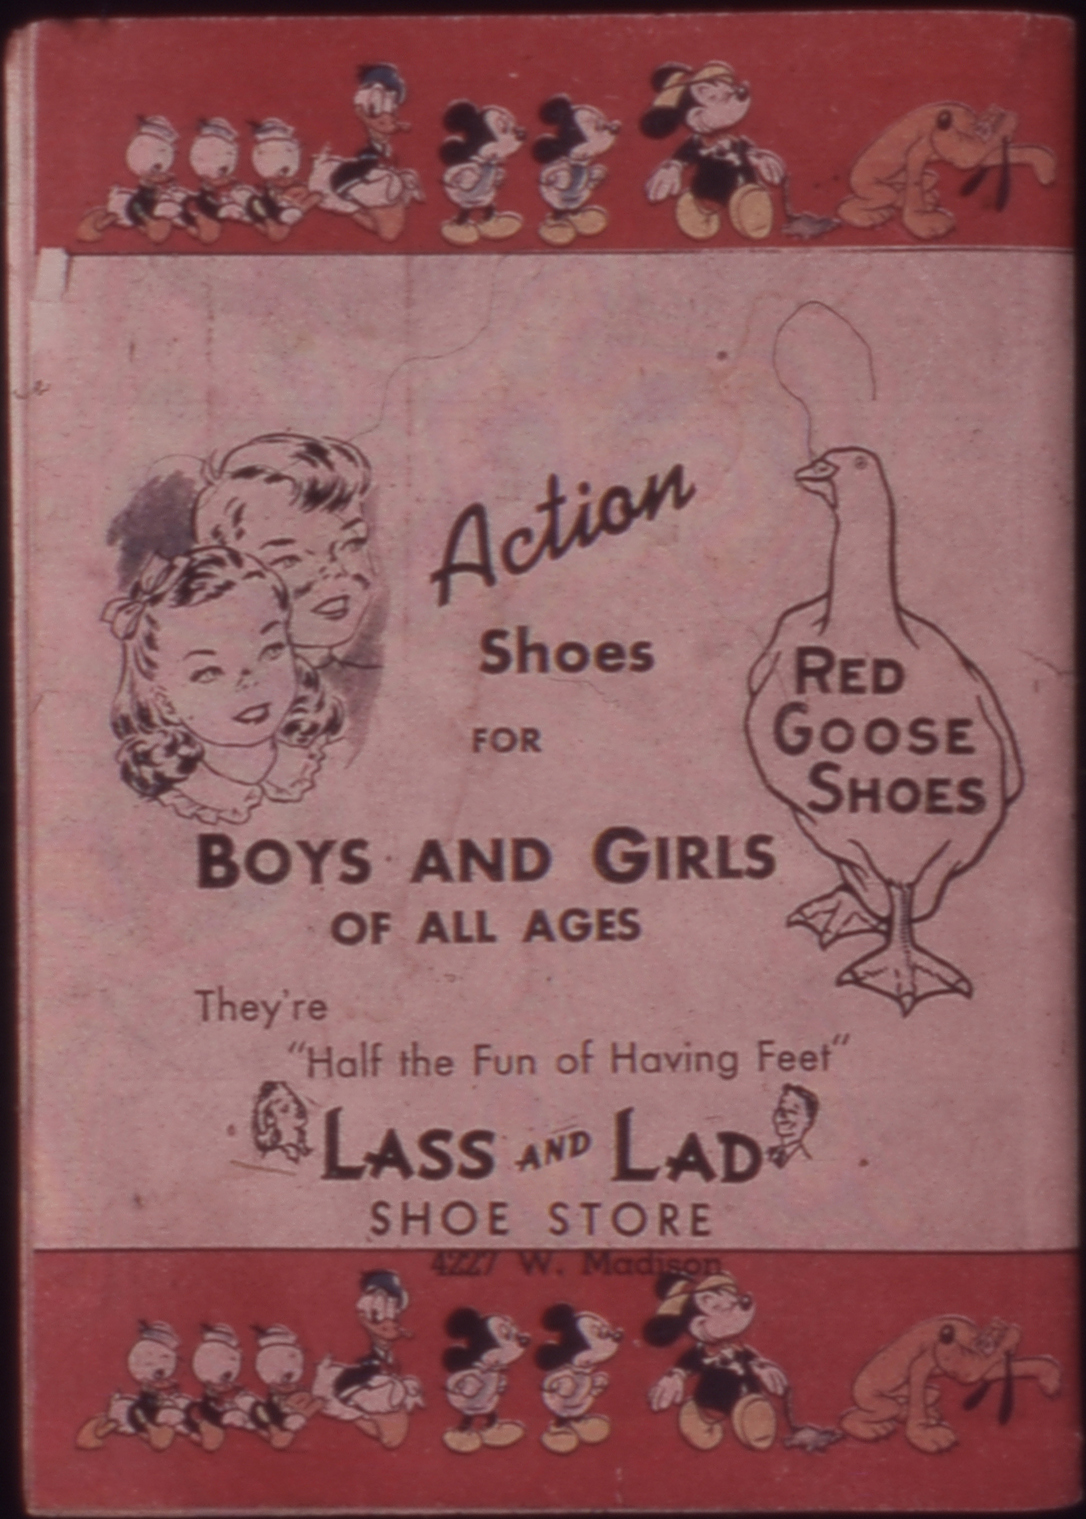 Action
Shoes
FOR
BOYS AND GIRLS
OF ALL AGES
RED
GOOSE
SHOES
They're
"Half the Fun of Having Feet"
LASS AND LAD
SHOE STORE
4227 W. Madison